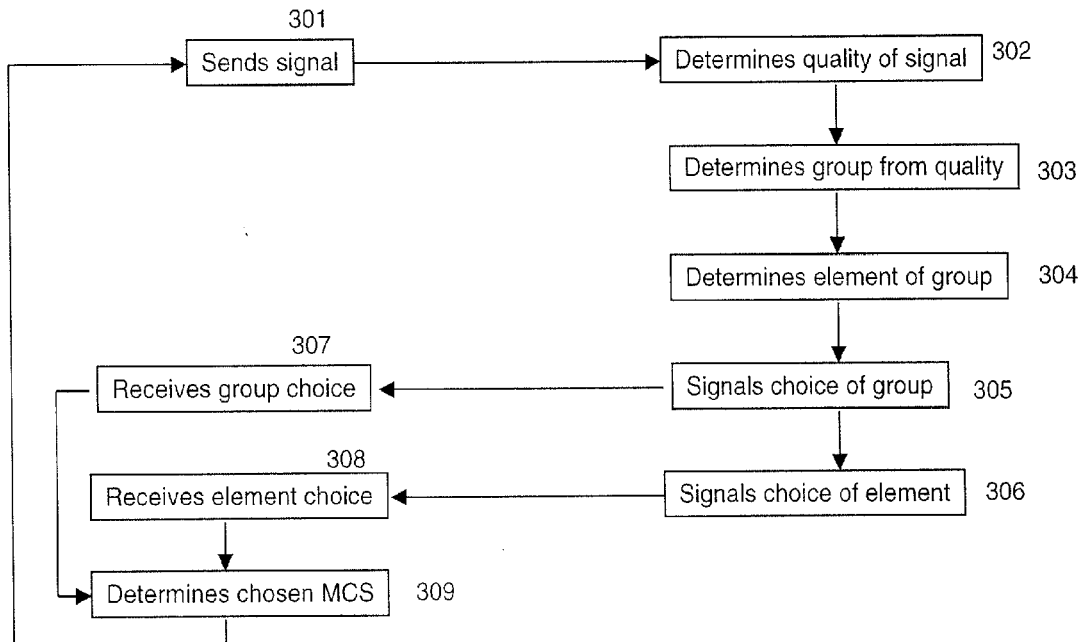 301
Sends signal
Determines quality of signal
302
Determines group from quality
303
Determines element of group
304
307
Receives group choice
Signals choice of group
305
308
Receives element choice
Signals choice of element
306
Determines chosen MCS
309